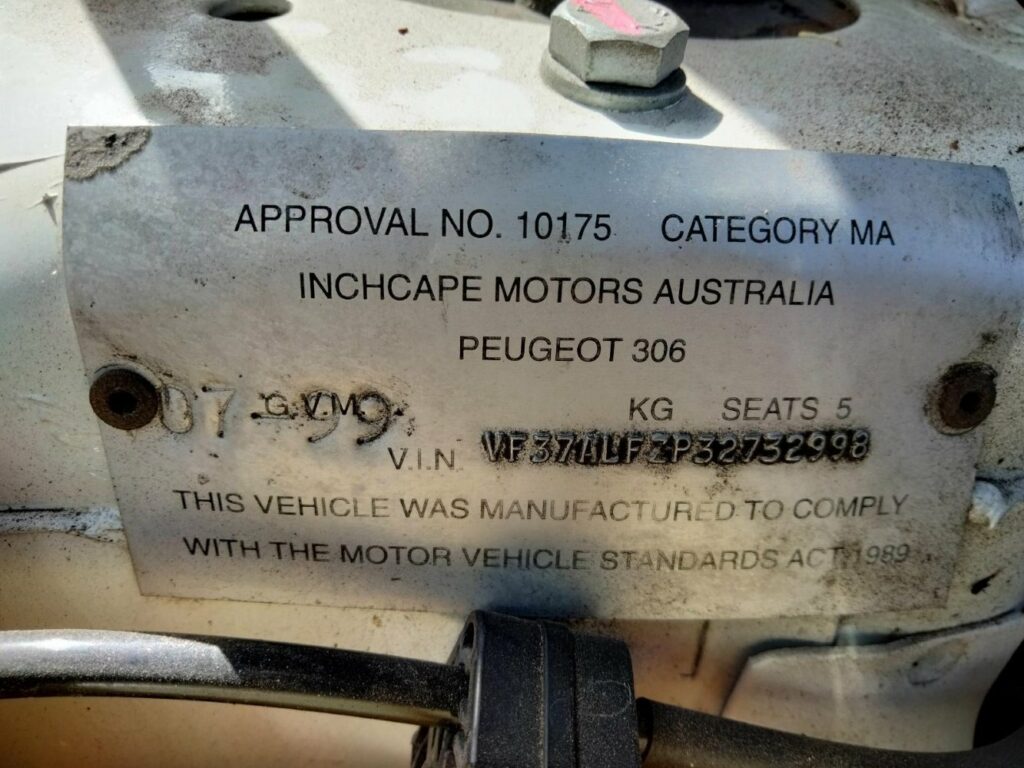 APPROVAL NO. 10175 CATEGORY MA
INCHCAPE MOTORS AUSTRALIA
PEUGEOT 306
07-99 G.V.M. KG SEATS 5
V.I.N. VF37ALFZP32732998
THIS VEHICLE WAS MANUFACTURED TO COMPLY
WITH THE MOTOR VEHICLE STANDARDS ACT 1989